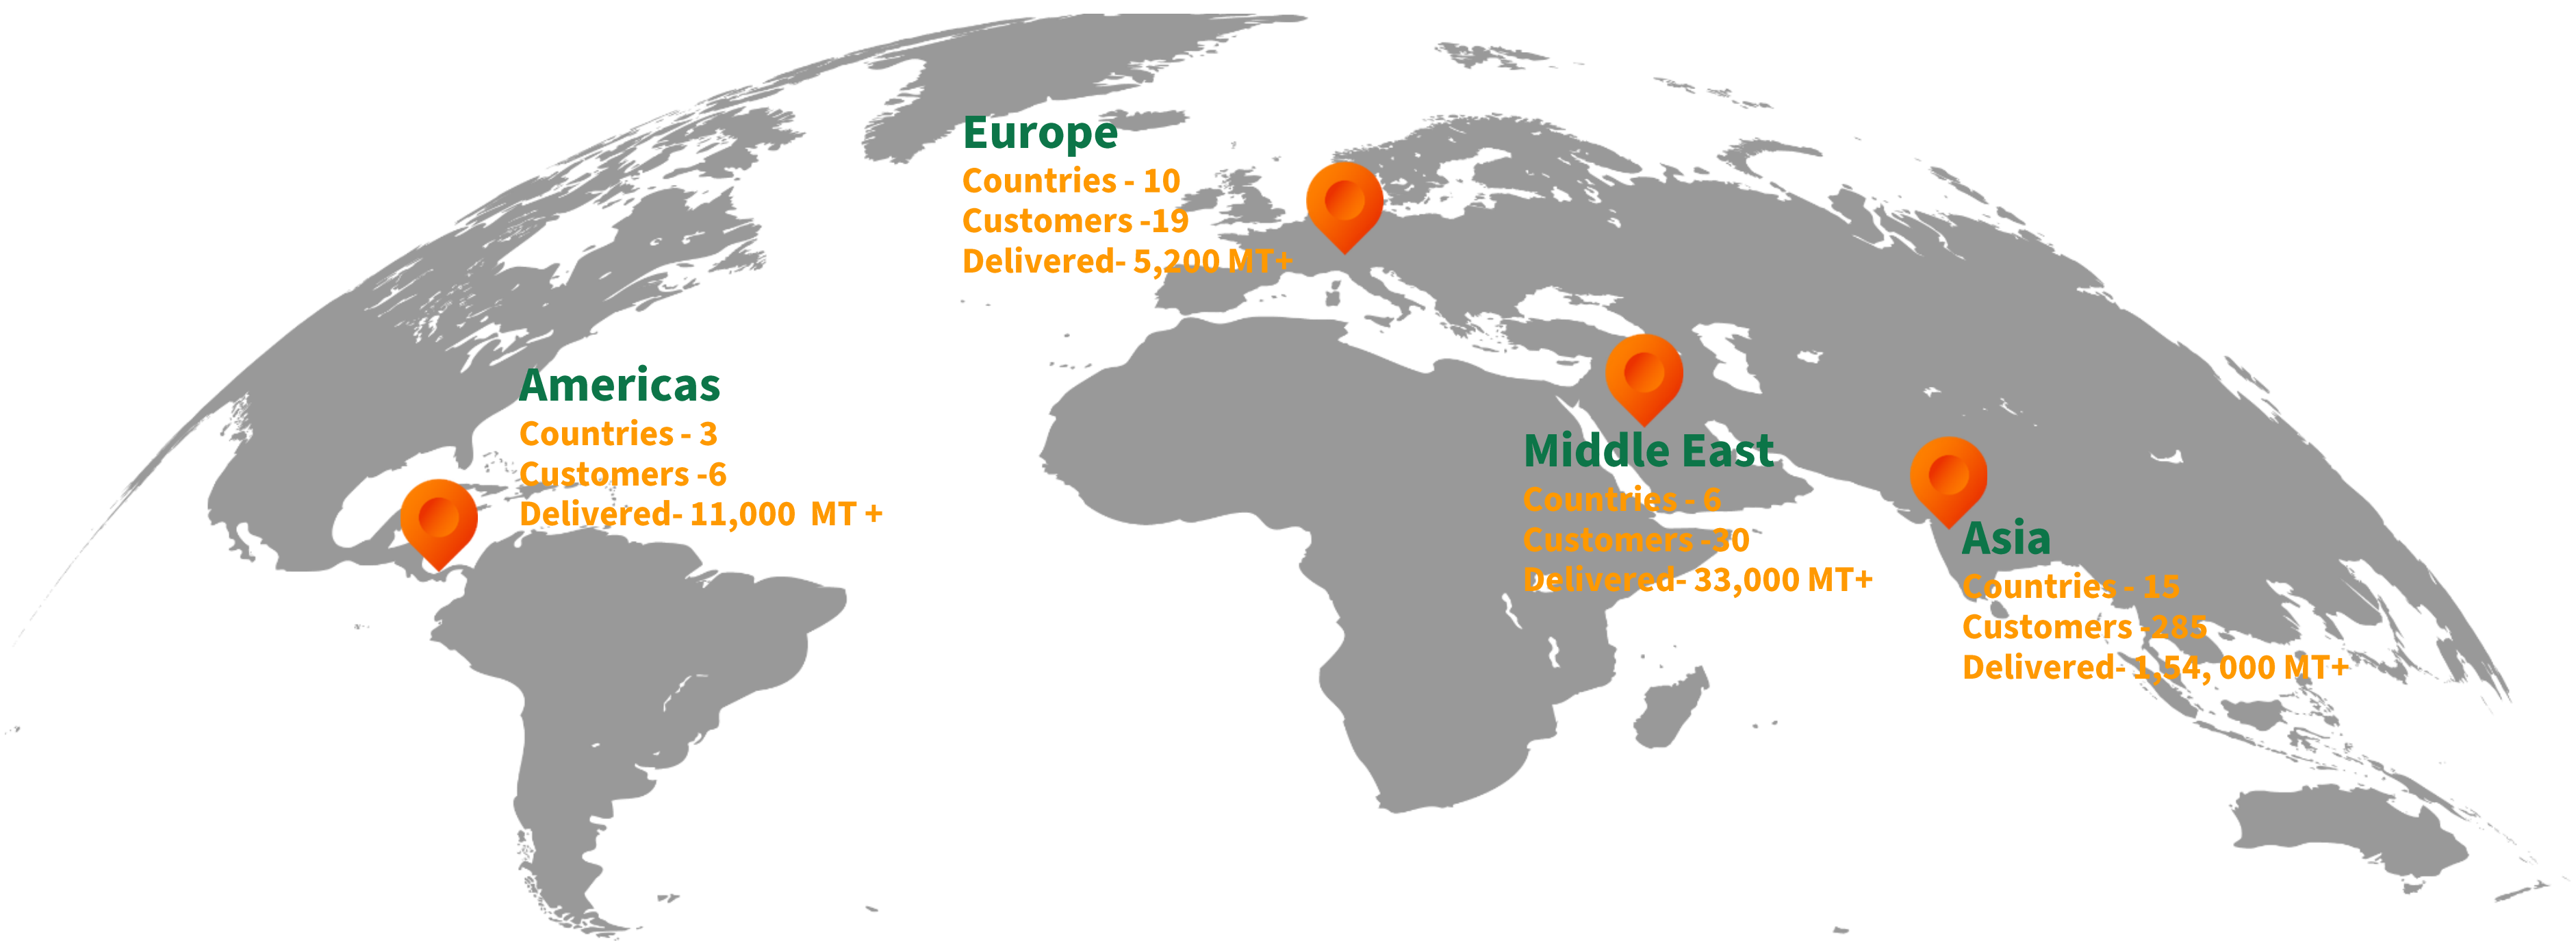 Europe
Countries - 10
Customers -19
Delivered- 5,200 MT+
Americas
Countries - 3
Customers -6
Delivered- 11,000  MT +
Middle East
Countries - 6
Customers -30
Delivered- 33,000 MT+
Asia
Countries - 15
Customers -285
Delivered- 1,54, 000 MT+